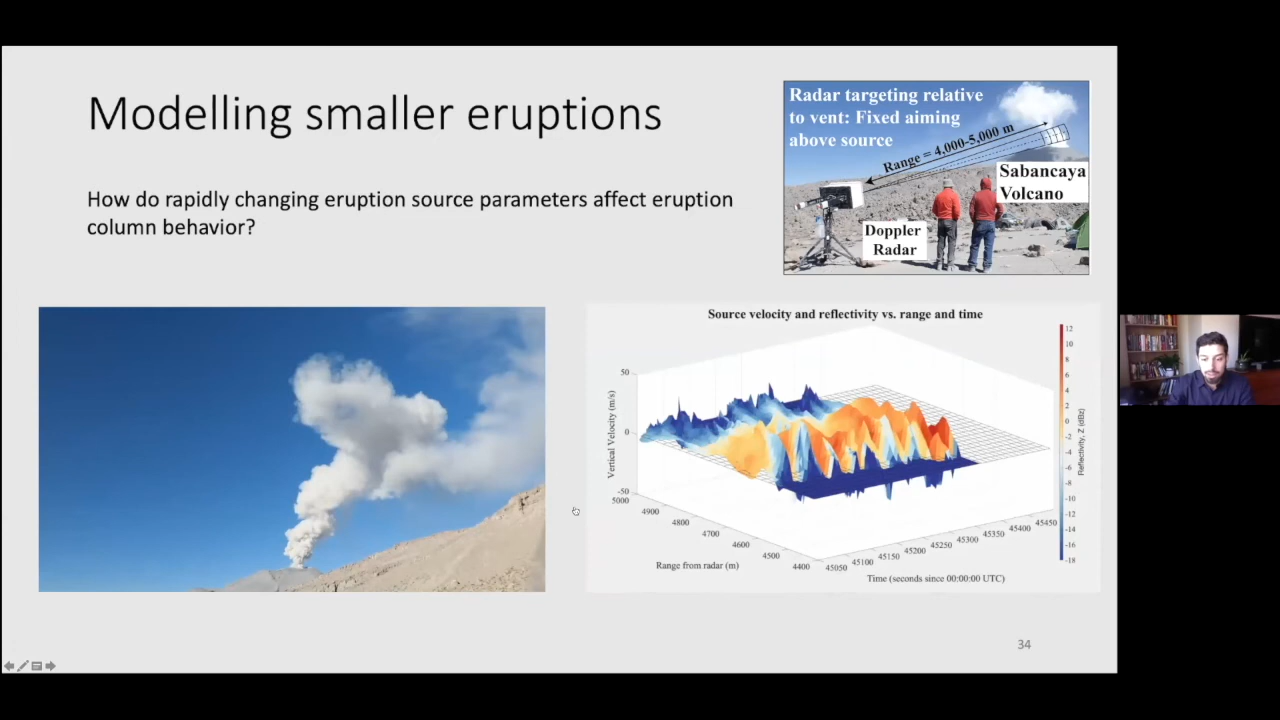 Modelling smaller eruptions
How do rapidly changing eruption source parameters affect eruption
column behavior?
Radar targeting relative
to vent: Fixed aiming
above source
Range = 4,000-5,000 m
Sabancaya
Volcano
Doppler
Radar
Source velocity and reflectivity vs. range and time
50
0
-50
Vertical Velocity (m/s)
5000
4900
4800
4700
4600
4500
4400
Range from radar (m)
45050
45100
45150
45200
45250
45300
45350
45400
45450
Time (seconds since 00:00:00 UTC)
12
10
8
6
4
2
0
-2
-4
-6
-8
-10
-12
-14
-16
-18
Reflectivity, Z (dBz)
34